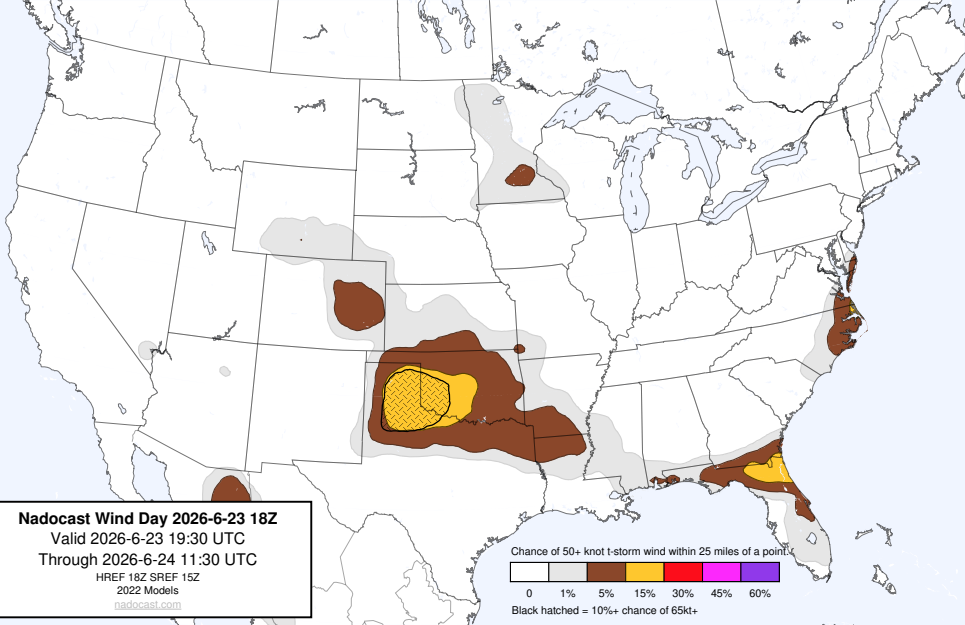 Nadocast Wind Day 2026-6-23 18Z
Valid 2026-6-23 19:30 UTC
Through 2026-6-24 11:30 UTC
HREF 18Z SREF 15Z
2022 Models
nadocast.com
Chance of 50+ knot t-storm wind within 25 miles of a point.
0 1% 5% 15% 30% 45% 60%
Black hatched = 10%+ chance of 65kt+